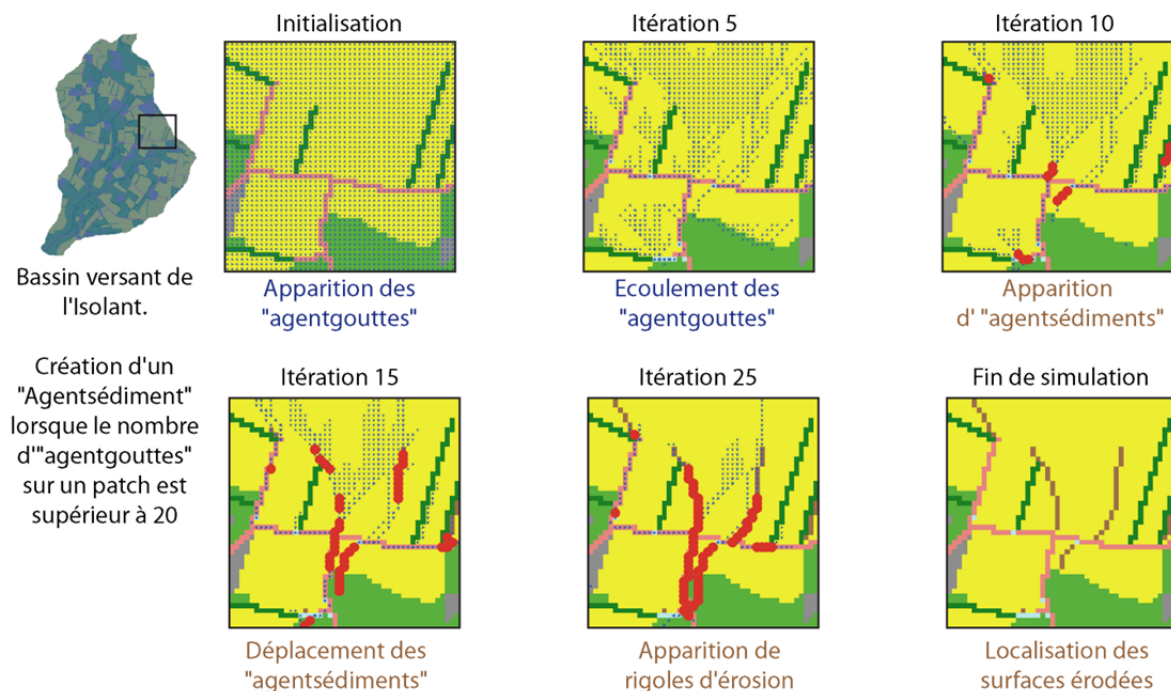 Initialisation
Itération 5
Itération 10
Bassin versant de
l'Isolant.
Apparition des
"agentgouttes"
Ecoulement des
"agentgouttes"
Apparition
d' "agentsédiments"
Création d'un
"Agentsédiment"
lorsque le nombre
d'"agentgouttes"
sur un patch est
supérieur à 20
Itération 15
Itération 25
Fin de simulation
Déplacement des
"agentsédiments"
Apparition de
rigoles d'érosion
Localisation des
surfaces érodées